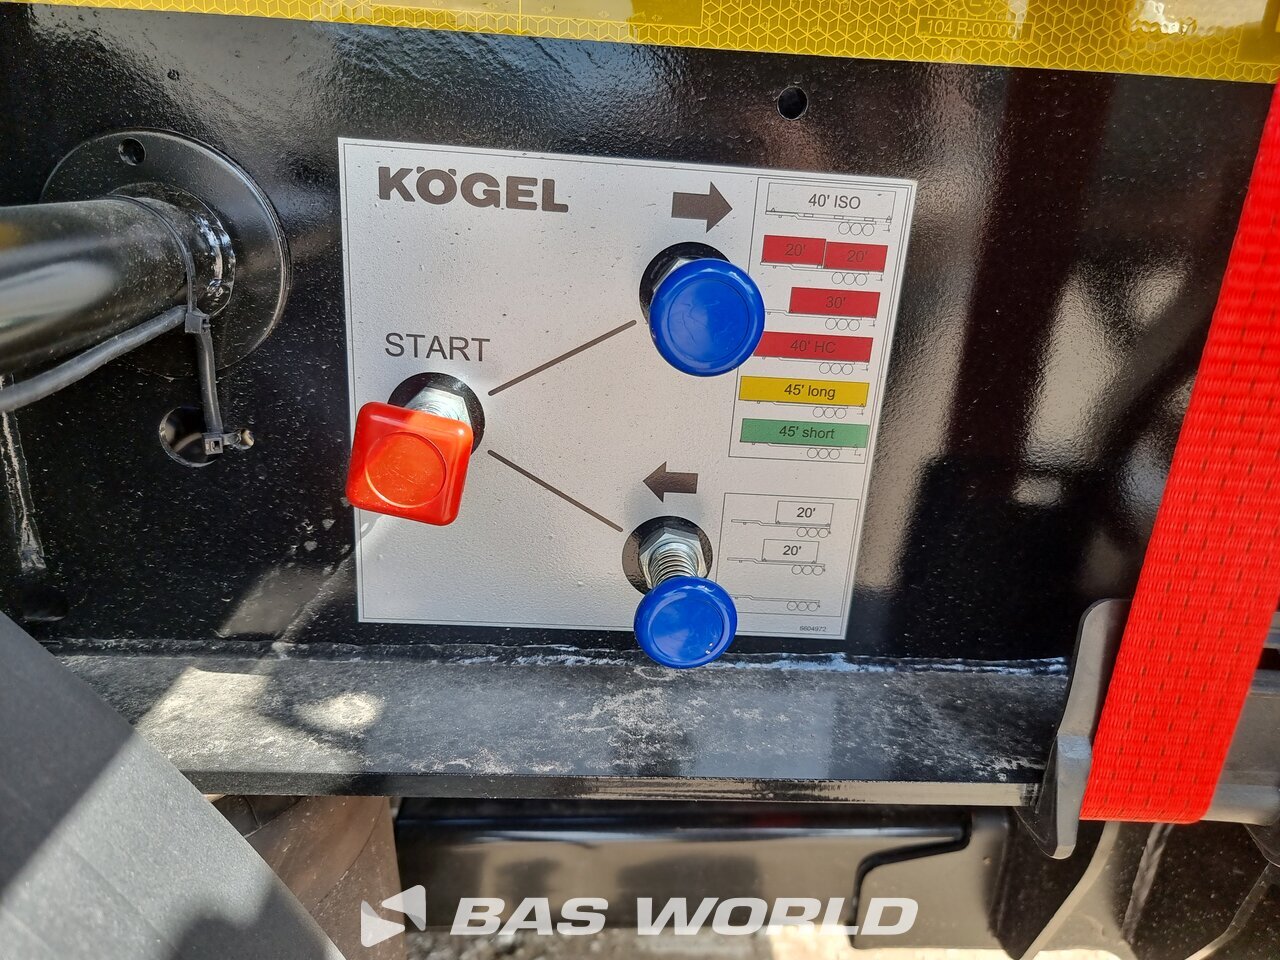 104 R-000001
KÖGEL
40' ISO
20' 20'
30'
START
40' HC
45' long
45' short
20'
20'
6604972
BAS WORLD